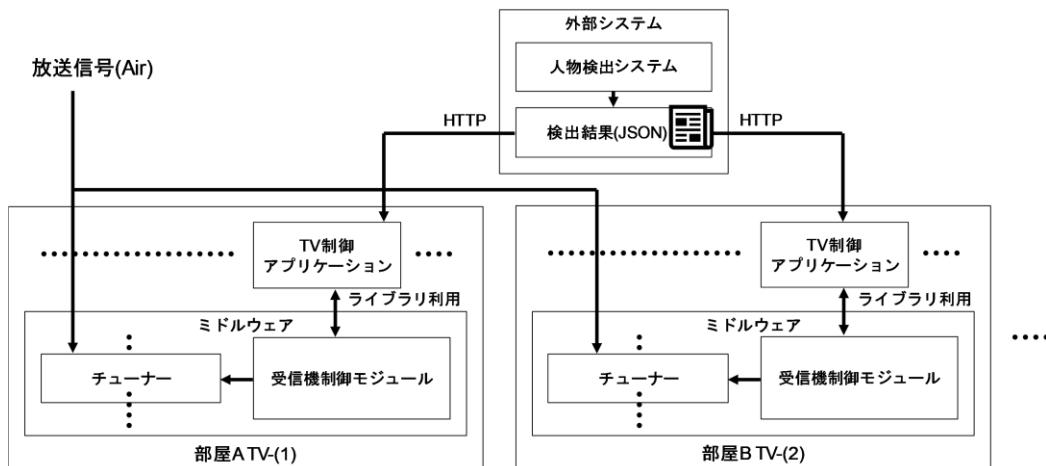 外部システム
人物検出システム
放送信号(Air)
HTTP
検出結果(JSON)
HTTP
TV制御
アプリケーション
ライブラリ利用
ミドルウェア
チューナー
受信機制御モジュール
部屋A TV-(1)
TV制御
アプリケーション
ライブラリ利用
ミドルウェア
チューナー
受信機制御モジュール
部屋B TV-(2)